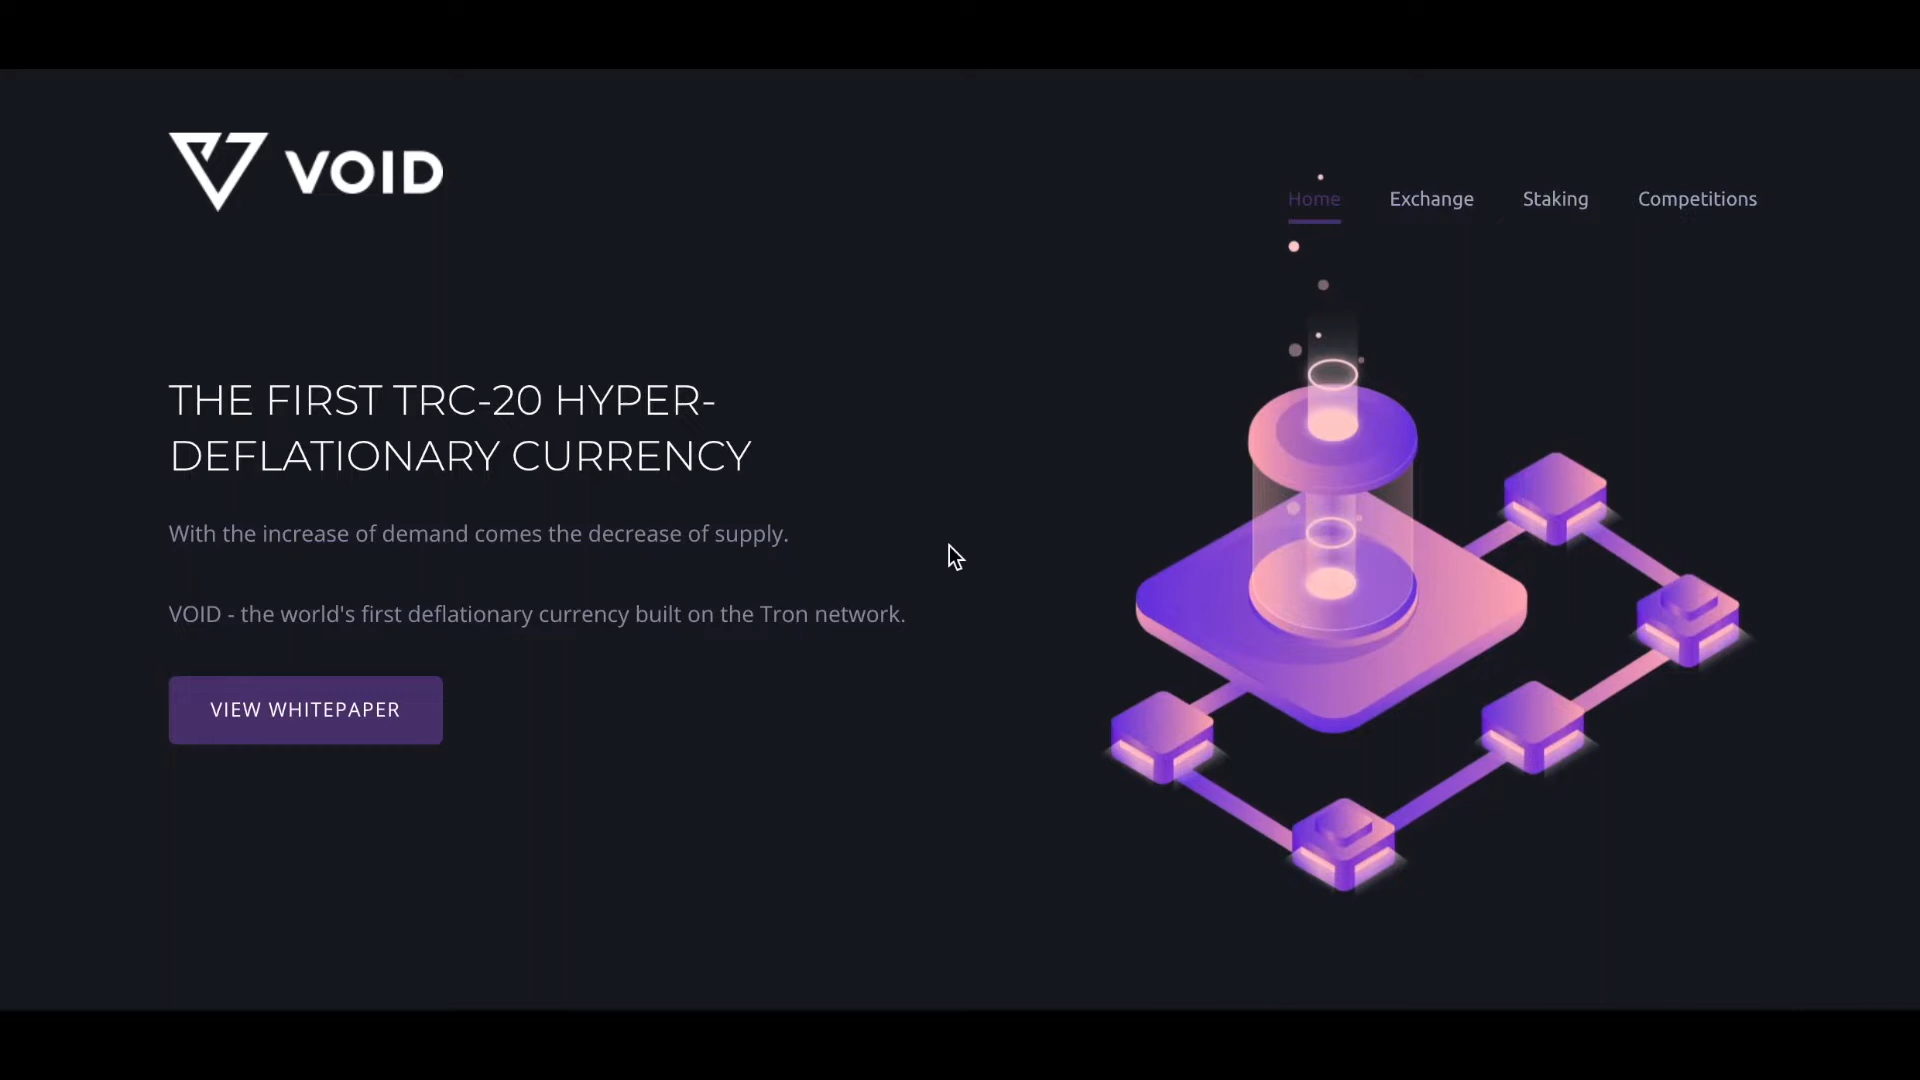 VOID
Home Exchange Staking Competitions
THE FIRST TRC-20 HYPER-
DEFLATIONARY CURRENCY
With the increase of demand comes the decrease of supply.
VOID - the world's first deflationary currency built on the Tron network.
VIEW WHITEPAPER